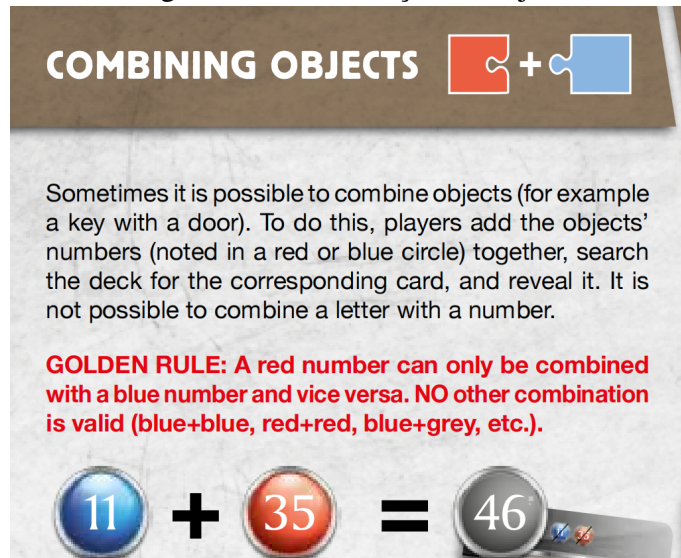 COMBINING OBJECTS +
Sometimes it is possible to combine objects (for example
a key with a door). To do this, players add the objects’
numbers (noted in a red or blue circle) together, search
the deck for the corresponding card, and reveal it. It is
not possible to combine a letter with a number.
GOLDEN RULE: A red number can only be combined
with a blue number and vice versa. NO other combination
is valid (blue+blue, red+red, blue+grey, etc.).
11 + 35 = 46